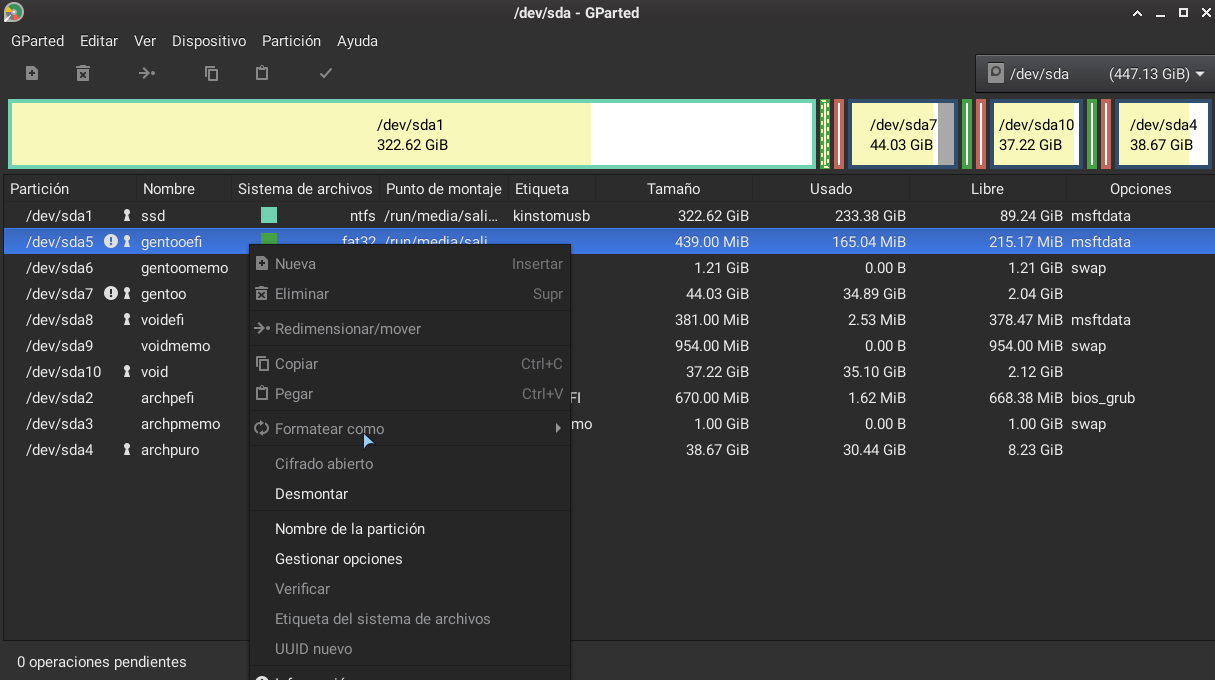 /dev/sda - GParted
GParted Editar Ver Dispositivo Partición Ayuda
/dev/sda (447.13 GiB)
/dev/sda1 /dev/sda7 /dev/sda10 /dev/sda4
322.62 GiB 44.03 GiB 37.22 GiB 38.67 GiB
Partición Nombre Sistema de archivos Punto de montaje Etiqueta Tamaño Usado Libre Opciones
/dev/sda1 ssd ntfs /run/media/sali... kinstomusb 322.62 GiB 233.38 GiB 89.24 GiB msftdata
/dev/sda5 gentooefi fat32 /run/media/sali... 439.00 MiB 165.04 MiB 215.17 MiB msftdata
/dev/sda6 gentoomemo 1.21 GiB 0.00 B 1.21 GiB swap
/dev/sda7 gentoo 44.03 GiB 34.89 GiB 2.04 GiB
/dev/sda8 voidefi 381.00 MiB 2.53 MiB 378.47 MiB msftdata
/dev/sda9 voidmemo 954.00 MiB 0.00 B 954.00 MiB swap
/dev/sda10 void 37.22 GiB 35.10 GiB 2.12 GiB
/dev/sda2 archpefi FI 670.00 MiB 1.62 MiB 668.38 MiB bios_grub
/dev/sda3 archpmemo mo 1.00 GiB 0.00 B 1.00 GiB swap
/dev/sda4 archpuro 38.67 GiB 30.44 GiB 8.23 GiB
Nueva Insertar
Eliminar Supr
Redimensionar/mover
Copiar Ctrl+C
Pegar Ctrl+V
Formatear como
Cifrado abierto
Desmontar
Nombre de la partición
Gestionar opciones
Verificar
Etiqueta del sistema de archivos
UUID nuevo
Información
0 operaciones pendientes